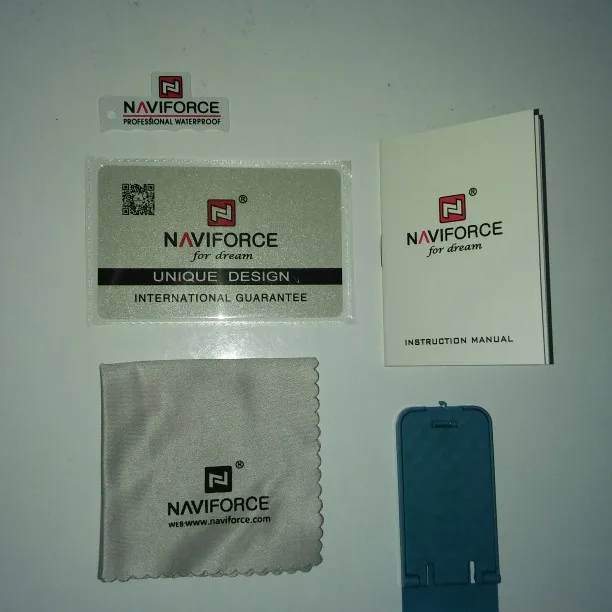 NAVIFORCE
PROFESSIONAL WATERPROOF
®
NAVIFORCE
for dream
UNIQUE DESIGN
INTERNATIONAL GUARANTEE
®
NAVIFORCE
for dream
INSTRUCTION MANUAL
®
NAVIFORCE
WEB:www.naviforce.com